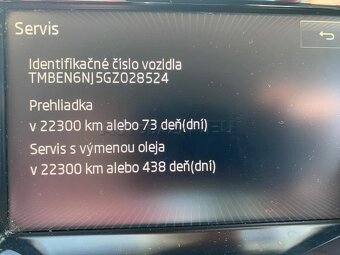 Servis
Identifikačné číslo vozidla
TMBEN6NJ5GZ028524
Prehliadka
v 22300 km alebo 73 deň(dní)
Servis s výmenou oleja
v 22300 km alebo 438 deň(dní)